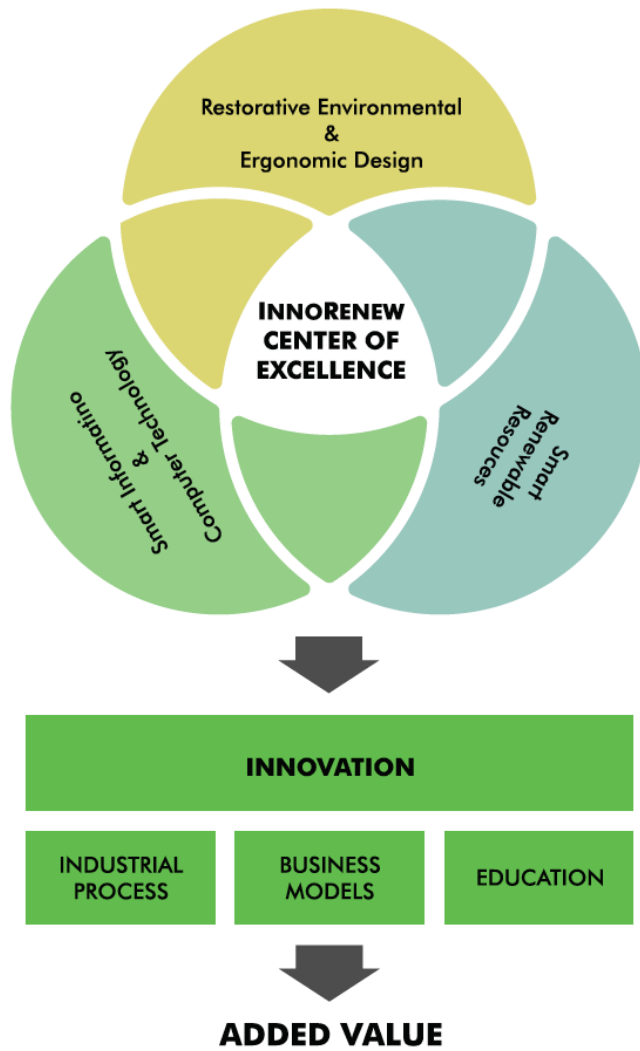 Restorative Environmental
&
Ergonomic Design
INNORENEW
CENTER OF
EXCELLENCE
Smart Informatino
&
Computer Technology
Smart
Renewable
Resouces
INNOVATION
INDUSTRIAL
PROCESS
BUSINESS
MODELS
EDUCATION
ADDED VALUE